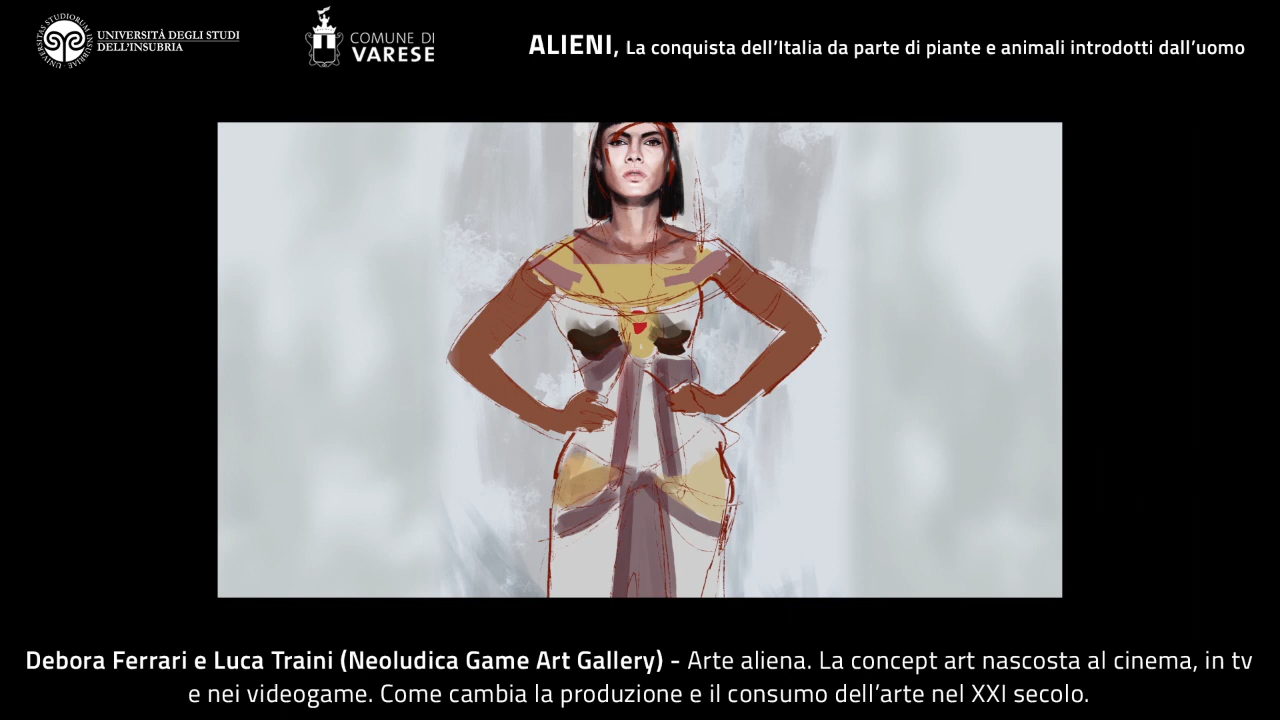 UNIVERSITÀ DEGLI STUDI
DELL'INSUBRIA
COMUNE DI
VARESE
ALIENI, La conquista dell'Italia da parte di piante e animali introdotti dall'uomo
Debora Ferrari e Luca Traini (Neoludica Game Art Gallery) - Arte aliena. La concept art nascosta al cinema, in tv
e nei videogame. Come cambia la produzione e il consumo dell'arte nel XXI secolo.